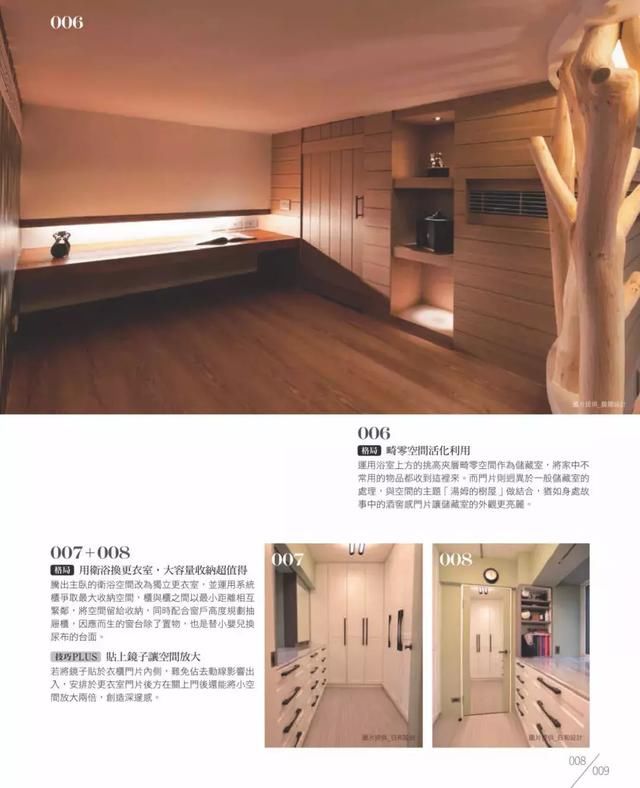 006
圖片提供_晨陽設計
006
格局 畸零空間活化利用
運用浴室上方的挑高夾層畸零空間作為儲藏室，將家中不
常用的物品都收到這裡來。而門片則迥異於一般儲藏室的
處理，與空間的主題「湯姆的樹屋」做結合，猶如身處故
事中的酒窖感門片讓儲藏室的外觀更亮麗。
007+008
格局 用衛浴換更衣室，大容量收納超值得
騰出主臥的衛浴空間改為獨立更衣室，並運用系統
櫃爭取最大收納空間，櫃與櫃之間以最小距離相互
緊鄰，將空間留給收納，同時配合窗戶高度規劃抽
屜櫃，因應而生的窗台除了置物，也是替小嬰兒換
尿布的台面。
技巧PLUS 貼上鏡子讓空間放大
若將鏡子貼於衣櫃門片內側，難免佔去動線影響出
入，安排於更衣室門片後方在關上門後還能將小空
間放大兩倍，創造深邃感。
007
圖片提供_日和設計
008
圖片提供_日和設計
008
009